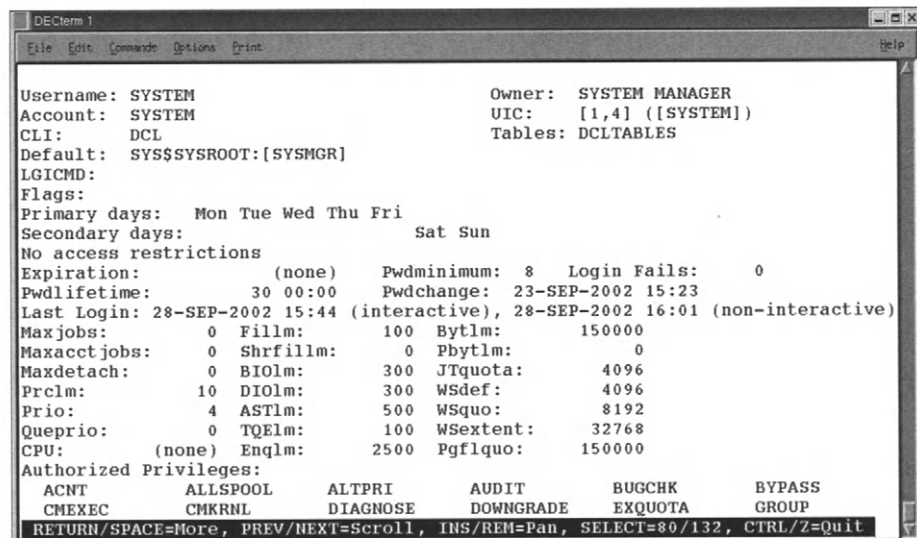 DECterm 1
File Edit Commande Options Print Help
Username: SYSTEM Owner: SYSTEM MANAGER
Account: SYSTEM UIC: [1,4] ([SYSTEM])
CLI: DCL Tables: DCLTABLES
Default: SYS$SYSROOT:[SYSMGR]
LGICMD:
Flags:
Primary days: Mon Tue Wed Thu Fri
Secondary days: Sat Sun
No access restrictions
Expiration: (none) Pwdminimum: 8 Login Fails: 0
Pwdlifetime: 30 00:00 Pwdchange: 23-SEP-2002 15:23
Last Login: 28-SEP-2002 15:44 (interactive), 28-SEP-2002 16:01 (non-interactive)
Maxjobs: 0 Fillm: 100 Bytlm: 150000
Maxacctjobs: 0 Shrfillm: 0 Pbytlm: 0
Maxdetach: 0 BIOlm: 300 JTquota: 4096
Prclm: 10 DIOlm: 300 WSdef: 4096
Prio: 4 ASTlm: 500 WSquo: 8192
Queprio: 0 TQElm: 100 WSextent: 32768
CPU: (none) Enqlm: 2500 Pgflquo: 150000
Authorized Privileges:
ACNT ALLSPOOL ALTPRI AUDIT BUGCHK BYPASS
CMEXEC CMKRNL DIAGNOSE DOWNGRADE EXQUOTA GROUP
RETURN/SPACE=More, PREV/NEXT=Scroll, INS/REM=Pan, SELECT=80/132, CTRL/Z=Quit